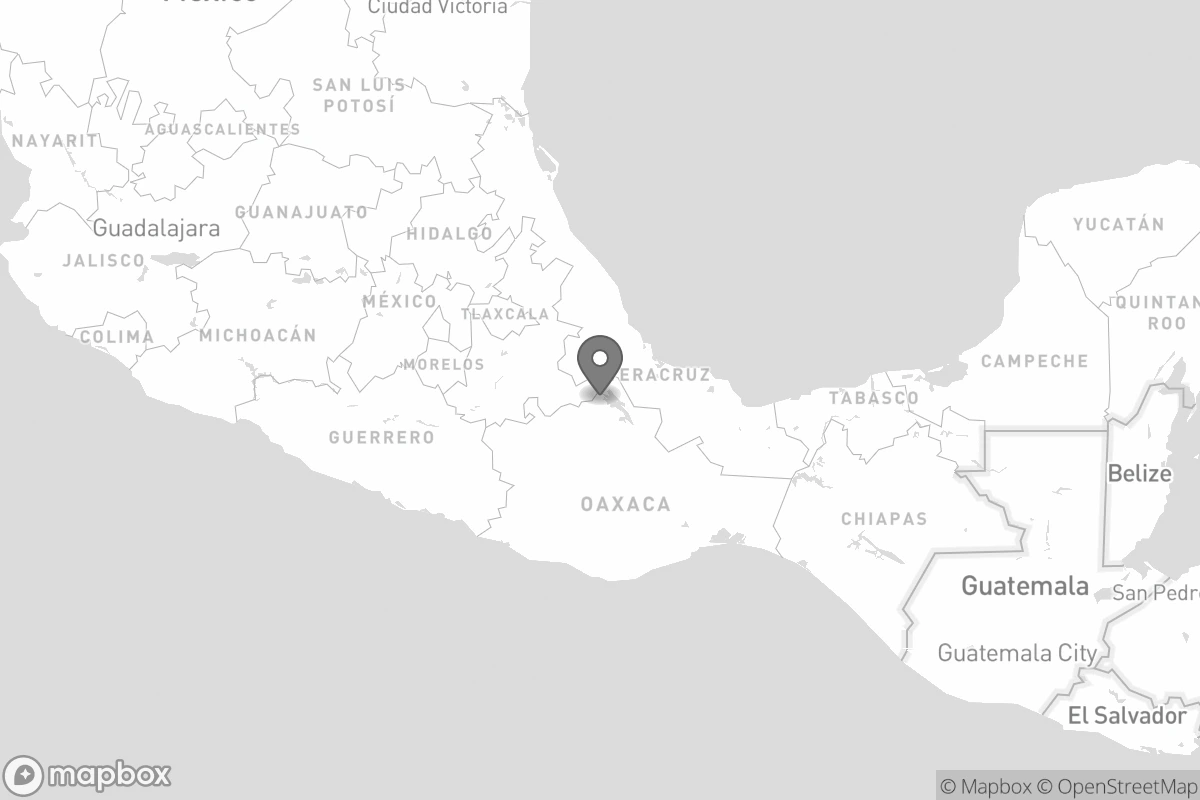 Ciudad Victoria
SAN LUIS
POTOSÍ
AGUASCALIENTES
NAYARIT
GUANAJUATO
YUCATÁN
Guadalajara
HIDALGO
JALISCO
MÉXICO
QUINTAN
ROO
TLAXCALA
COLIMA
MICHOACÁN
MORELOS
ERACRUZ
CAMPECHE
TABASCO
GUERRERO
Belize
OAXACA
CHIAPAS
Guatemala
San Pedr
Guatemala City
El Salvador
mapbox
© Mapbox © OpenStreetMap